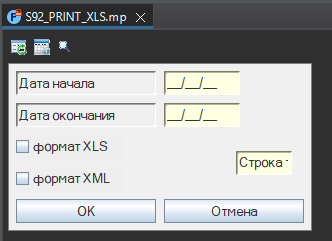 S92_PRINT_XLS.mp
Дата начала __/__/__
Дата окончания __/__/__
формат XLS
Строка
формат XML
OK Отмена